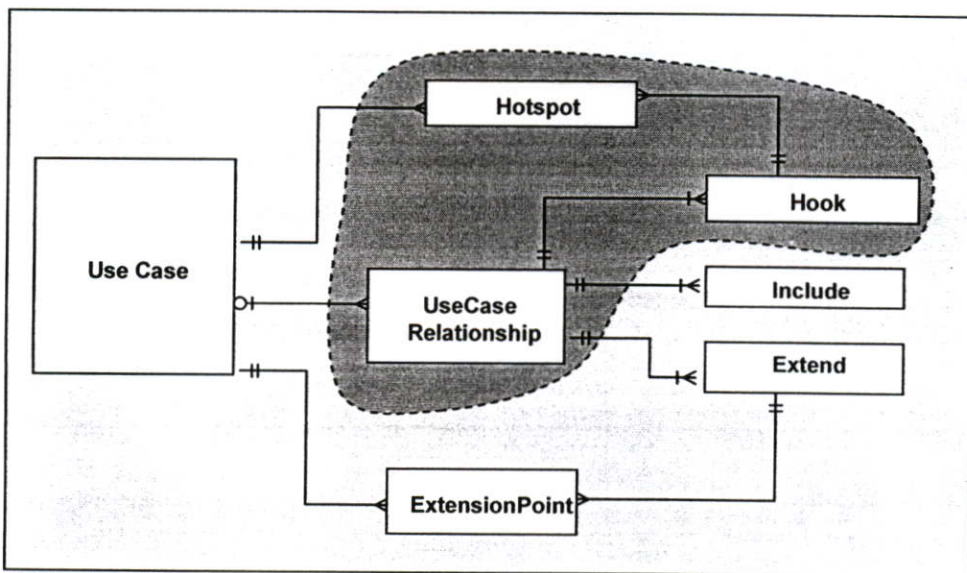 Hotspot
Hook
Use Case
UseCase
Relationship
Include
Extend
ExtensionPoint